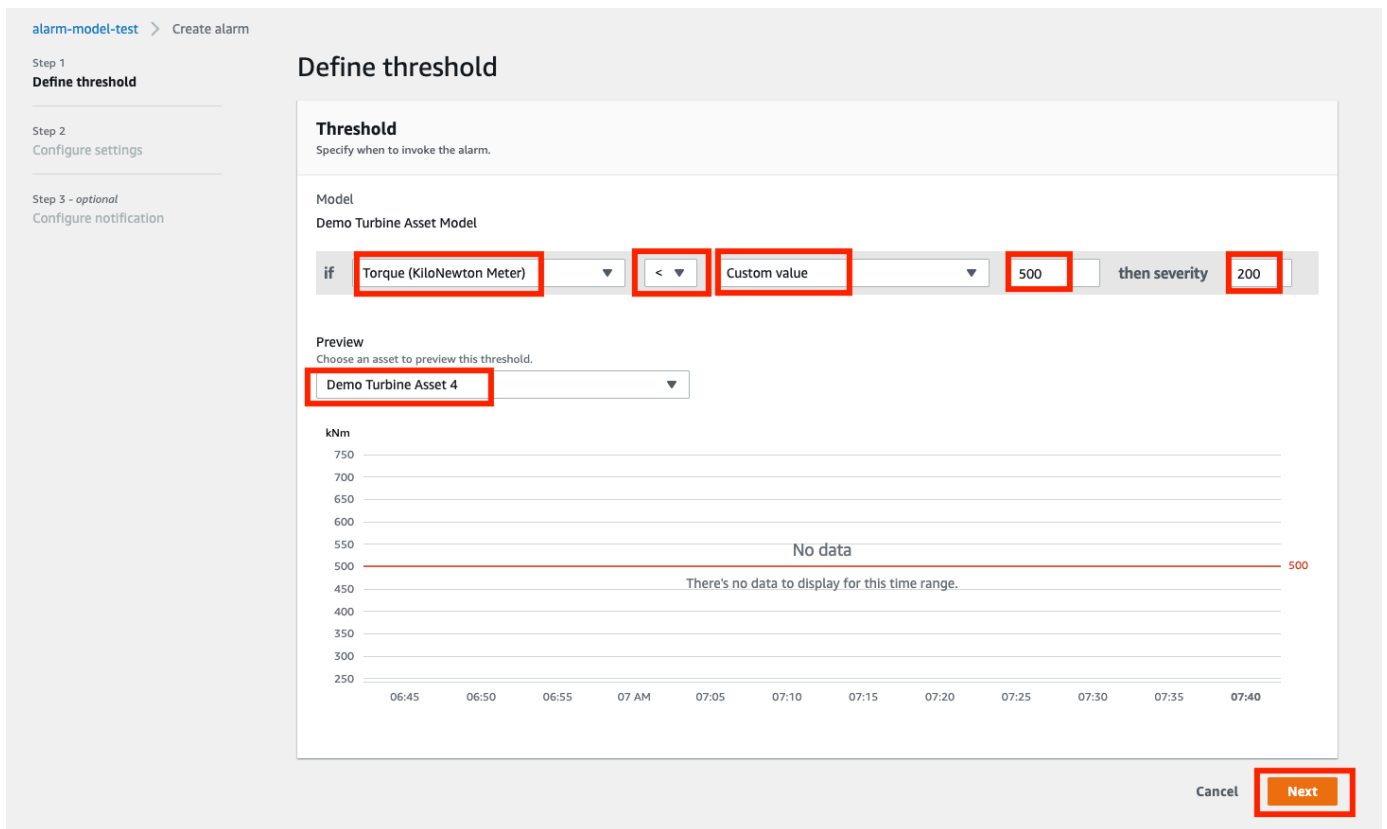 alarm-model-test > Create alarm
Step 1
Define threshold
Step 2
Configure settings
Step 3 - optional
Configure notification
Define threshold
Threshold
Specify when to invoke the alarm.
Model
Demo Turbine Asset Model
if Torque (KiloNewton Meter) < Custom value 500 then severity 200
Preview
Choose an asset to preview this threshold.
Demo Turbine Asset 4
kNm
750
700
650
600
550
No data
500 500
There's no data to display for this time range.
450
400
350
300
250
06:45 06:50 06:55 07 AM 07:05 07:10 07:15 07:20 07:25 07:30 07:35 07:40
Cancel Next